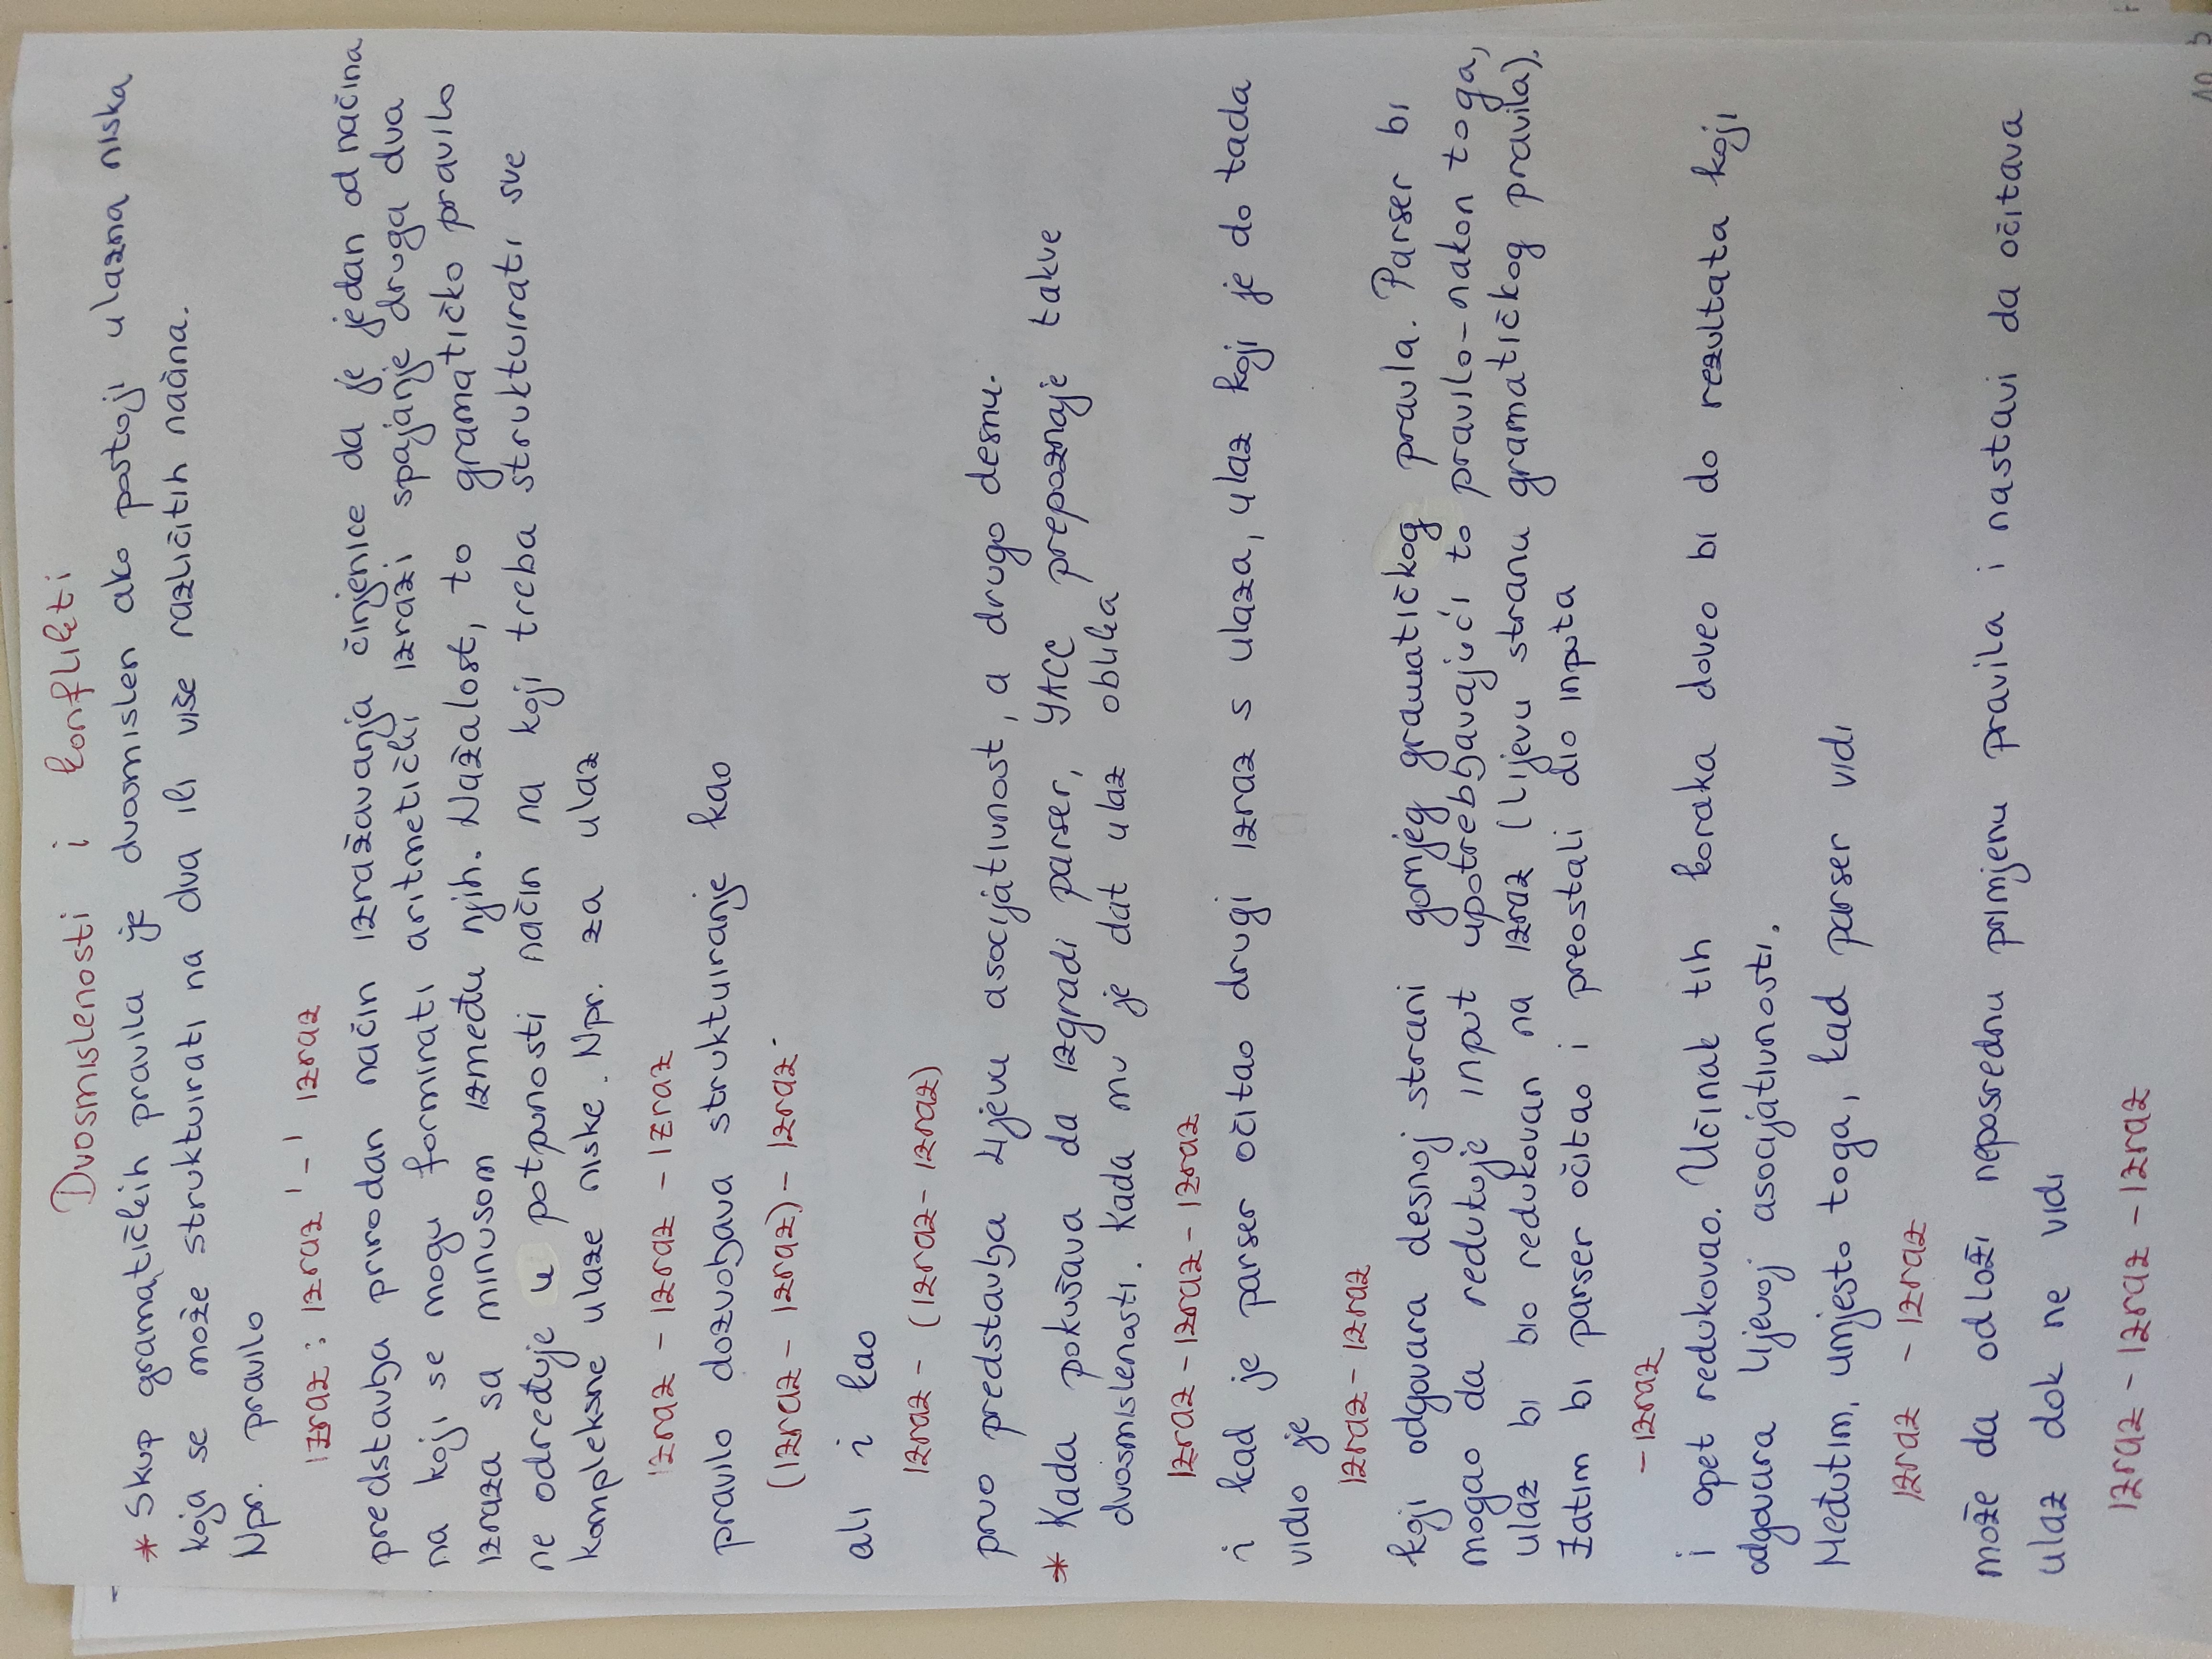 Dvosmislenosti i konflikti
* Skup gramatičkih pravila je dvosmislen ako postoji ulazna niska
koja se može struktuirati na dva ili više različitih načina.
Npr. pravilo
izraz : izraz '-' izraz
predstavlja prirodan način izražavanja činjenice da je jedan od načina
na koji se mogu formirati aritmetički izrazi spajanje druga dva
izraza sa minusom između njih. Nažalost, to gramatičko pravilo
ne određuje u potpunosti način na koji treba struktuirati sve
kompleksne ulaze niske. Npr. za ulaz
izraz - izraz - izraz
pravilo dozvoljava struktuiranje kao
(izraz - izraz) - izraz.
ali i kao
izraz - (izraz - izraz)
prvo predstavlja lijevu asocijativnost, a drugo desnu.
* Kada pokušava da izgradi parser, YACC prepoznaje takve
dvosmislenosti. Kada mu je dat ulaz oblika
izraz - izraz - izraz
i kad je parser očitao drugi izraz s ulaza, ulaz koji je do tada
vidio je
izraz - izraz
koji odgovara desnoj strani gornjeg gramatičkog pravila. Parser bi
mogao da redukuje input upotrebljavajući to pravilo - nakon toga,
ulaz bi bio redukovan na izraz (lijevu stranu gramatičkog pravila).
Zatim bi parser očitao i preostali dio inputa
- izraz
i opet redukovao. Učinak tih koraka doveo bi do rezultata koji
odgovara lijevoj asocijativnosti.
Međutim, umjesto toga, kad parser vidi
izraz - izraz
može da odloži neposrednu primjenu pravila i nastavi da očitava
ulaz dok ne vidi
izraz - izraz - izraz